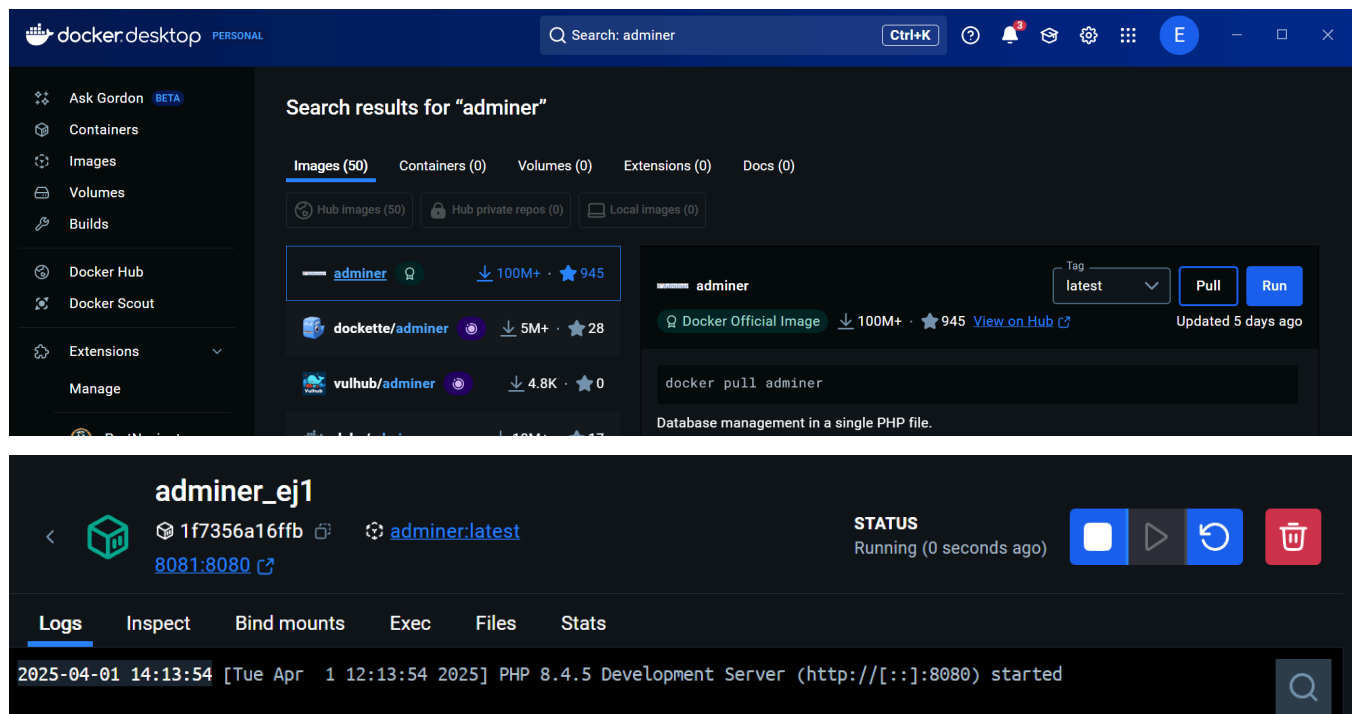 docker.desktop PERSONAL
Search: adminer
Ctrl+K
3
E
Ask Gordon BETA
Containers
Images
Volumes
Builds
Docker Hub
Docker Scout
Extensions
Manage
Search results for “adminer”
Images (50) Containers (0) Volumes (0) Extensions (0) Docs (0)
Hub images (50) Hub private repos (0) Local images (0)
adminer 100M+ · 945
dockette/adminer 5M+ · 28
vulhub/adminer 4.8K · 0
adminer
Tag
latest
Pull
Run
Docker Official Image 100M+ · 945 View on Hub
Updated 5 days ago
docker pull adminer
Database management in a single PHP file.
adminer_ej1
1f7356a16ffb adminer:latest
8081:8080
STATUS
Running (0 seconds ago)
Logs Inspect Bind mounts Exec Files Stats
2025-04-01 14:13:54 [Tue Apr  1 12:13:54 2025] PHP 8.4.5 Development Server (http://[::]:8080) started